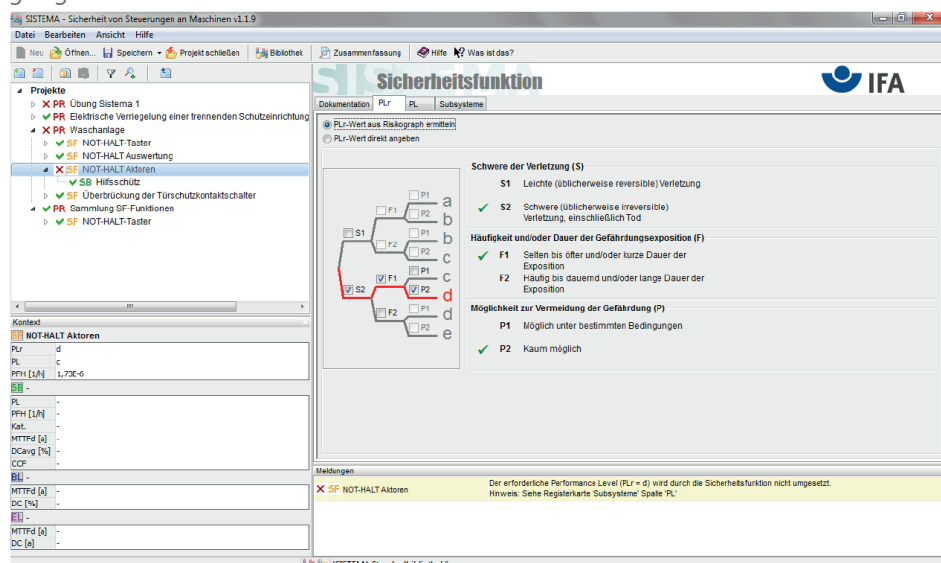 SISTEMA - Sicherheit von Steuerungen an Maschinen v1.1.9
Datei Bearbeiten Ansicht Hilfe
Neu Öffnen... Speichern Projekt schließen Bibliothek Zusammenfassung Hilfe Was ist das?
Sicherheitsfunktion
IFA
Projekte
PR Übung Sistema 1
PR Elektrische Verriegelung einer trennenden Schutzeinrichtung
PR Waschanlage
SF NOT-HALT-Taster
SF NOT-HALT Auswertung
SF NOT-HALT Aktoren
SB Hilfsschütz
SF Überbrückung der Türschutzkontaktschalter
PR Sammlung SF-Funktionen
SF NOT-HALT-Taster
Kontext
SF NOT-HALT Aktoren
PLr d
PL c
PFH [1/h] 1,73E-6
SB -
PL -
PFH [1/h] -
Kat. -
MTTFd [a] -
DCavg [%] -
CCF -
BL -
MTTFd [a] -
DC [%] -
EL -
MTTFd [a] -
DC [a] -
Dokumentation PLr PL Subsysteme
PLr-Wert aus Risikograph ermitteln
PLr-Wert direkt angeben
P1 a
F1 P2 b
S1 P1 b
F2 P2 c
P1 c
F1 P2 d
S2 P1 d
F2 P2 e
Schwere der Verletzung (S)
S1 Leichte (üblicherweise reversible) Verletzung
S2 Schwere (üblicherweise irreversible)
Verletzung, einschließlich Tod
Häufigkeit und/oder Dauer der Gefährdungsexposition (F)
F1 Selten bis öfter und/oder kurze Dauer der
Exposition
F2 Häufig bis dauernd und/oder lange Dauer der
Exposition
Möglichkeit zur Vermeidung der Gefährdung (P)
P1 Möglich unter bestimmten Bedingungen
P2 Kaum möglich
Meldungen
SF NOT-HALT Aktoren
Der erforderliche Performance Level (PLr = d) wird durch die Sicherheitsfunktion nicht umgesetzt.
Hinweis: Siehe Registerkarte 'Subsysteme' Spalte 'PL'